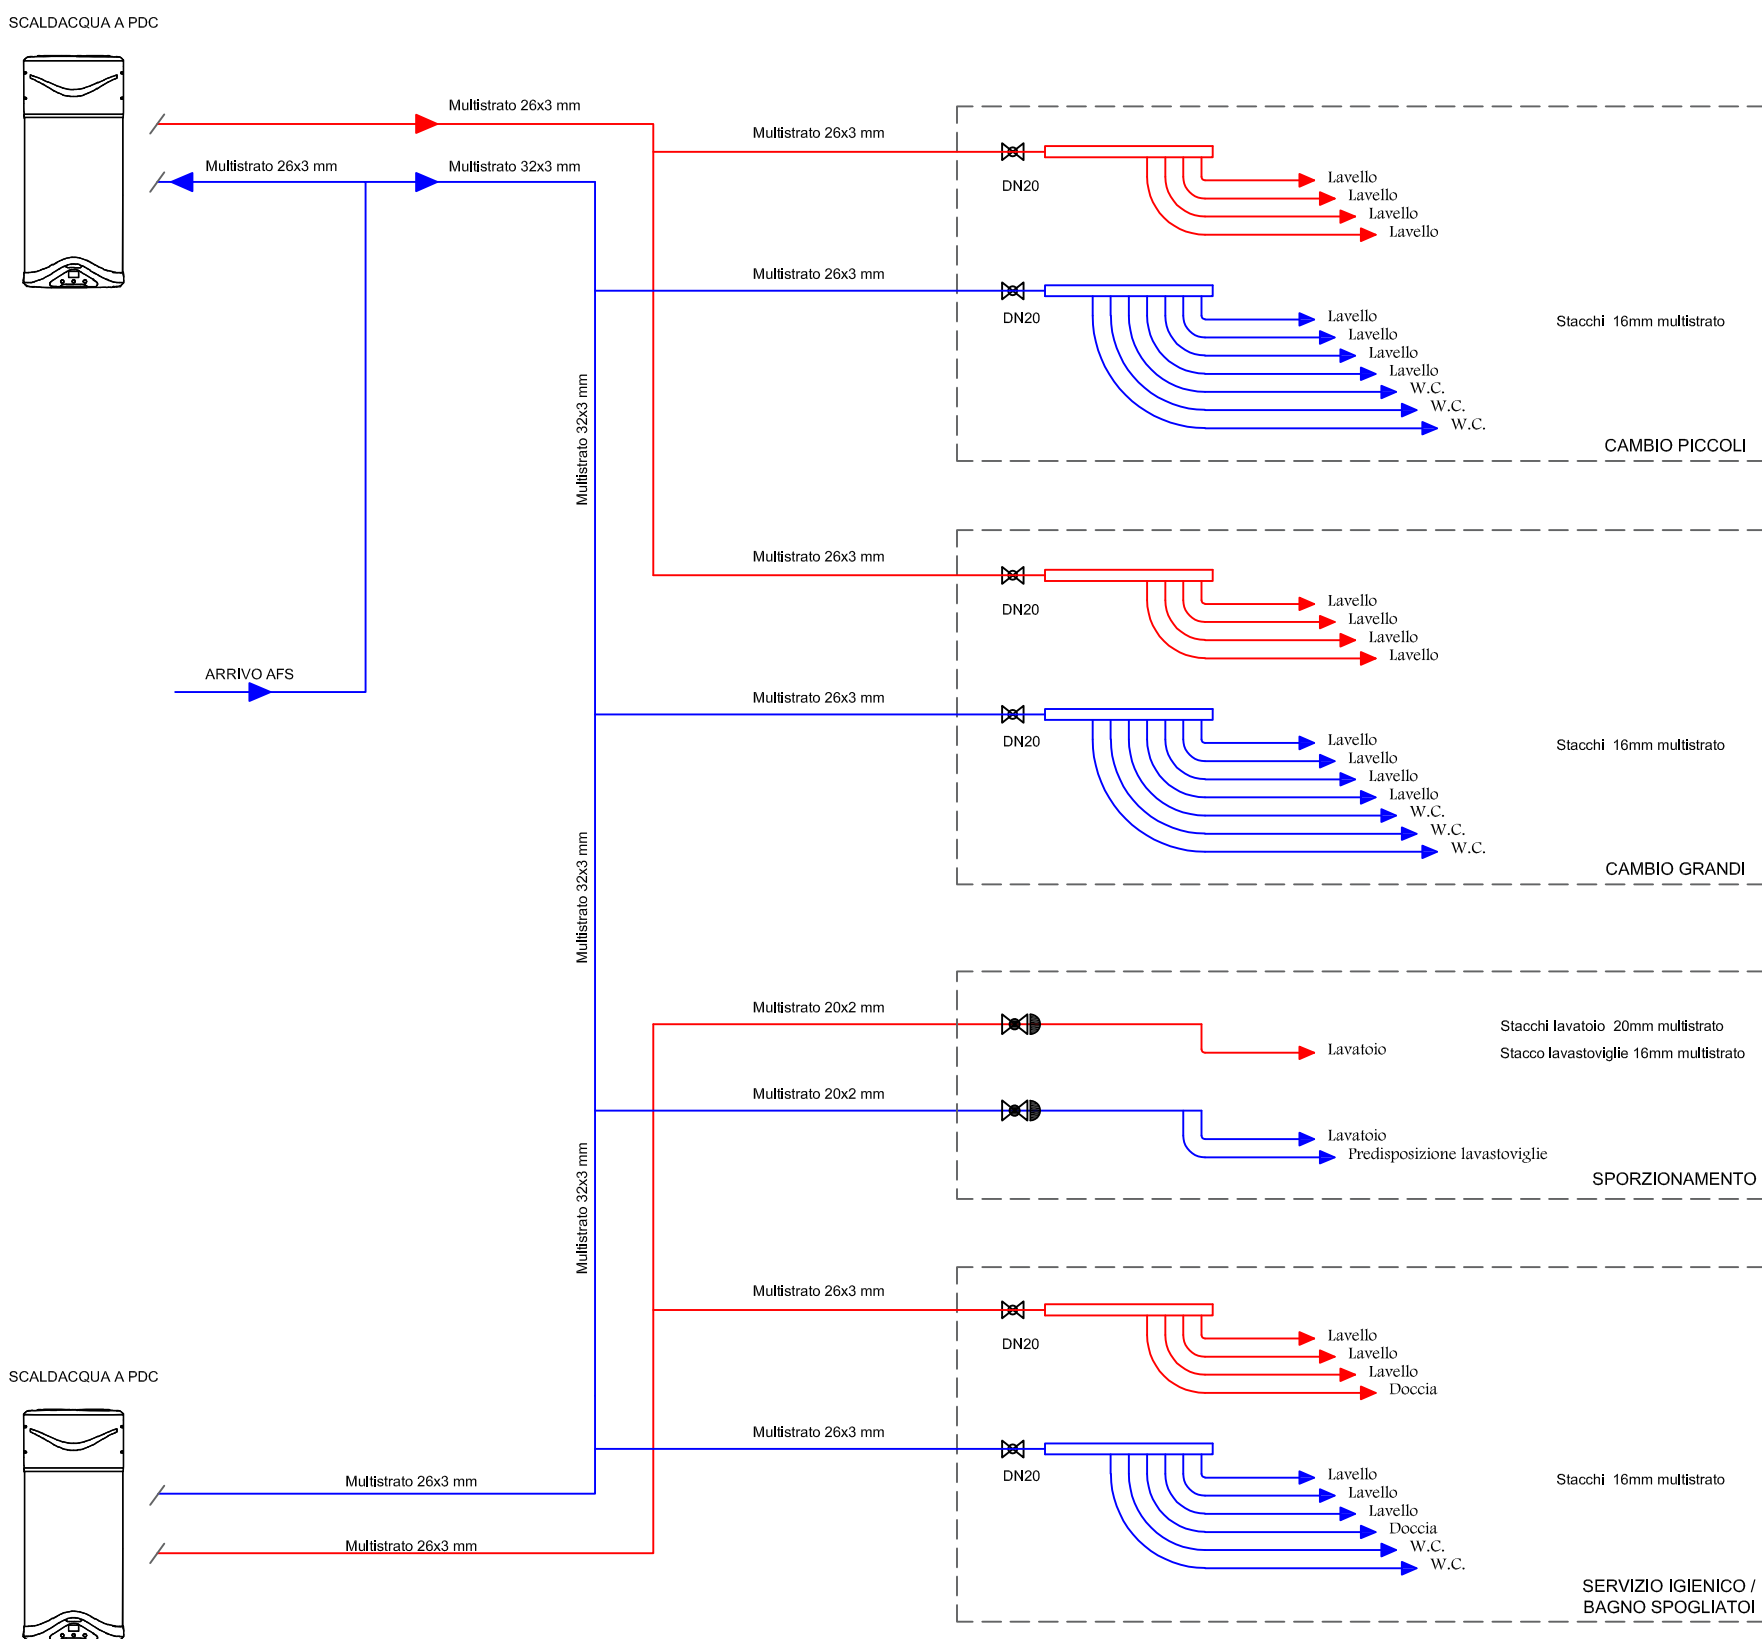 SCALDACQUA A PDC
Multistrato 26x3 mm
Multistrato 26x3 mm
Multistrato 32x3 mm
Multistrato 26x3 mm
DN20
Lavello
Lavello
Lavello
Lavello
Multistrato 26x3 mm
DN20
Lavello
Lavello
Lavello
Lavello
W.C.
W.C.
W.C.
Stacchi 16mm multistrato
CAMBIO PICCOLI
Multistrato 32x3 mm
Multistrato 26x3 mm
DN20
Lavello
Lavello
Lavello
Lavello
ARRIVO AFS
Multistrato 26x3 mm
DN20
Lavello
Lavello
Lavello
Lavello
W.C.
W.C.
W.C.
Stacchi 16mm multistrato
CAMBIO GRANDI
Multistrato 32x3 mm
Multistrato 20x2 mm
Lavatoio
Stacchi lavatoio 20mm multistrato
Stacco lavastoviglie 16mm multistrato
Multistrato 20x2 mm
Lavatoio
Predisposizione lavastoviglie
SPORZIONAMENTO
Multistrato 32x3 mm
Multistrato 26x3 mm
DN20
Lavello
Lavello
Lavello
Doccia
SCALDACQUA A PDC
Multistrato 26x3 mm
DN20
Lavello
Lavello
Lavello
Doccia
W.C.
W.C.
Stacchi 16mm multistrato
Multistrato 26x3 mm
Multistrato 26x3 mm
SERVIZIO IGIENICO /
BAGNO SPOGLIATOI